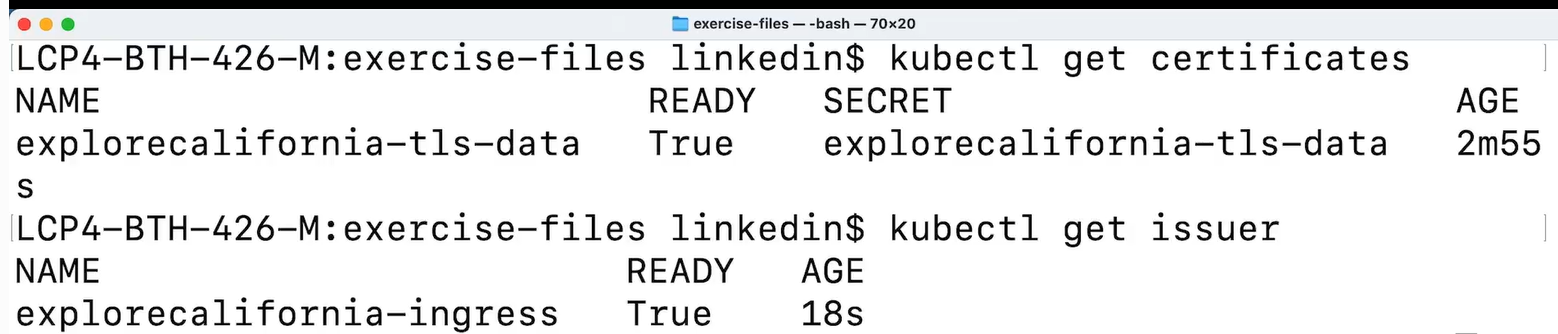 exercise-files — -bash — 70×20
LCP4-BTH-426-M:exercise-files linkedin$ kubectl get certificates
NAME                         READY   SECRET                       AGE
explorecalifornia-tls-data   True    explorecalifornia-tls-data   2m55
s
LCP4-BTH-426-M:exercise-files linkedin$ kubectl get issuer
NAME                        READY   AGE
explorecalifornia-ingress   True    18s